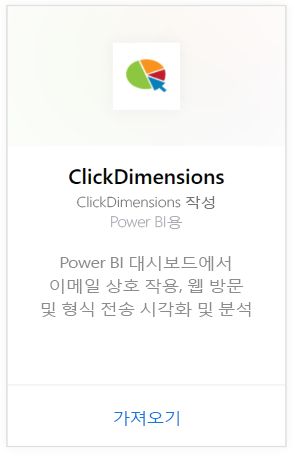 ClickDimensions
ClickDimensions 작성
Power BI용
Power BI 대시보드에서
이메일 상호 작용, 웹 방문
및 형식 전송 시각화 및 분석
가져오기